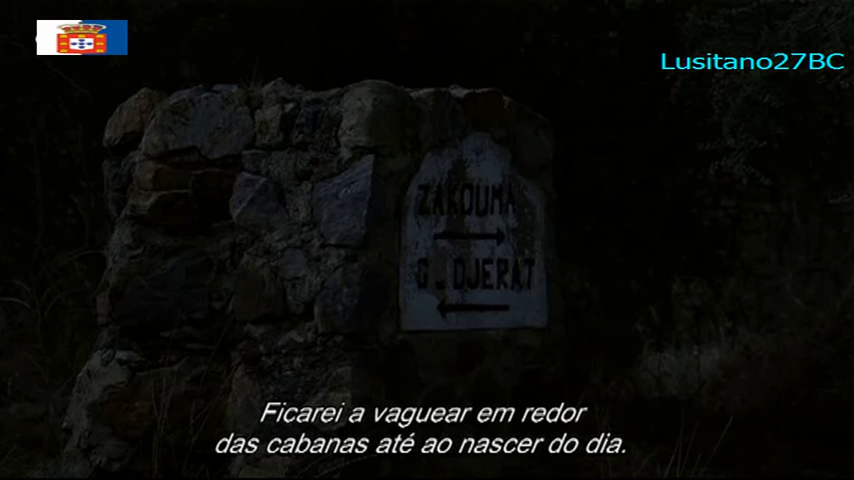 Lusitano27BC
ZAKOUMA
G. DJERAT
Ficarei a vaguear em redor
das cabanas até ao nascer do dia.